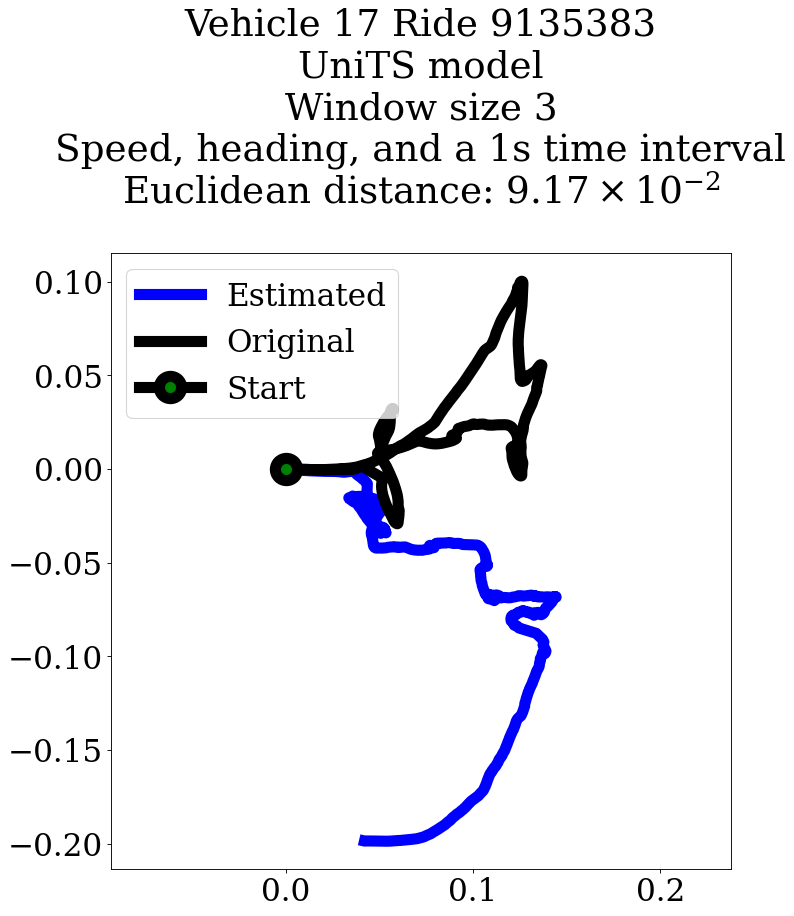 Vehicle 17 Ride 9135383
UniTS model
Window size 3
Speed, heading, and a 1s time interval
Euclidean distance: 9.17 × 10⁻²
Estimated
Original
Start
0.10
0.05
0.00
−0.05
−0.10
−0.15
−0.20
0.0
0.1
0.2